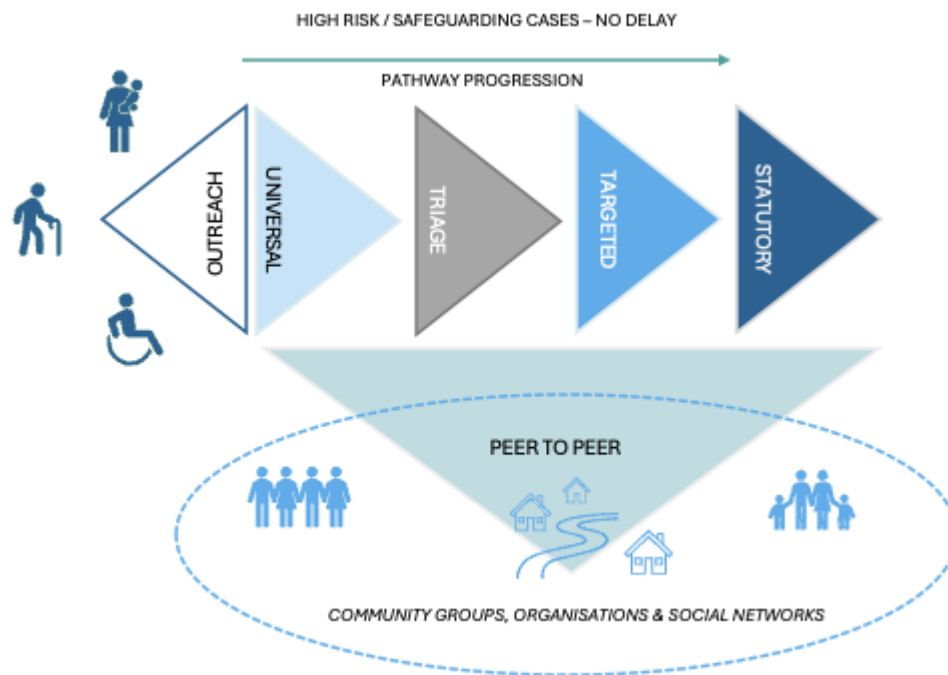 HIGH RISK / SAFEGUARDING CASES – NO DELAY
PATHWAY PROGRESSION
OUTREACH
UNIVERSAL
TRIAGE
TARGETED
STATUTORY
PEER TO PEER
COMMUNITY GROUPS, ORGANISATIONS & SOCIAL NETWORKS